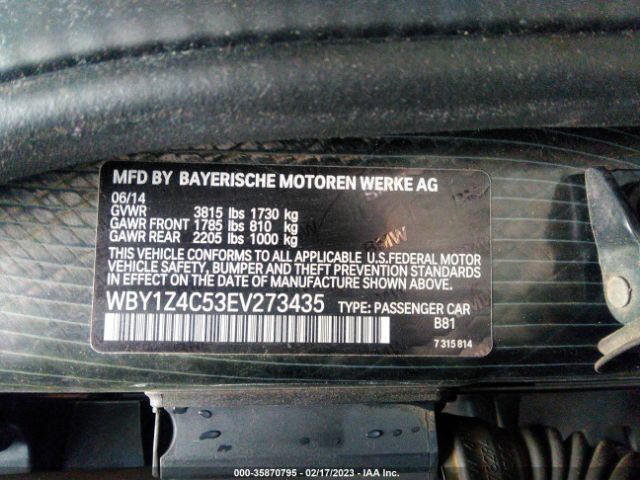 MFD BY BAYERISCHE MOTOREN WERKE AG
06/14
GVWR 3815 lbs 1730 kg
GAWR FRONT 1785 lbs 810 kg
GAWR REAR 2205 lbs 1000 kg
THIS VEHICLE CONFORMS TO ALL APPLICABLE U.S.FEDERAL MOTOR
VEHICLE SAFETY, BUMPER AND THEFT PREVENTION STANDARDS
IN EFFECT ON THE DATE OF MANUFACTURE SHOWN ABOVE.
WBY1Z4C53EV273435 TYPE: PASSENGER CAR
B81
7 315 814
000-35870795 - 02/17/2023 - IAA Inc.